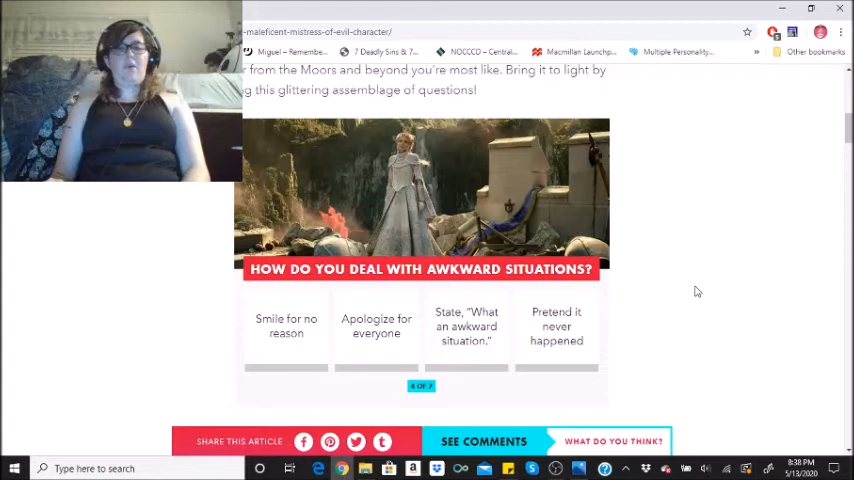 e-maleficent-mistress-of-evil-character/
Miguel – Remembe...
7 Deadly Sins & 7...
NOCCCD – Central...
Macmillan Launchp...
Multiple Personality...
»
Other bookmarks
r from the Moors and beyond you're most like. Bring it to light by
g this glittering assemblage of questions!
HOW DO YOU DEAL WITH AWKWARD SITUATIONS?
Smile for no
reason
Apologize for
everyone
State, "What
an awkward
situation."
Pretend it
never
happened
4 OF 7
SHARE THIS ARTICLE
SEE COMMENTS
WHAT DO YOU THINK?
Type here to search
8:38 PM
5/13/2020